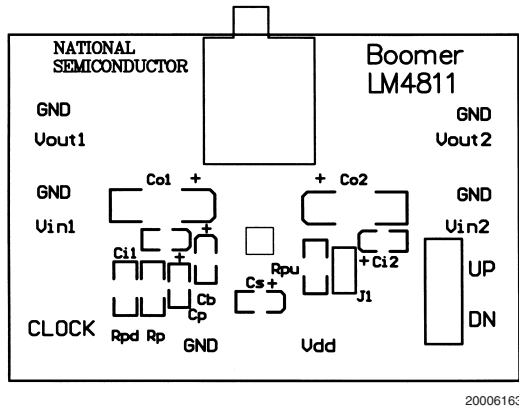 NATIONAL
SEMICONDUCTOR
Boomer
LM4811
GND
GND
Vout1
Vout2
Co1 +
+ Co2
GND
GND
Vin1
Vin2
+
Ci1
+
+ Ci2
UP
Rpu
Cs+
J1
Cb
Cp
CLOCK
DN
Rpd
Rp
GND
Vdd
20006163